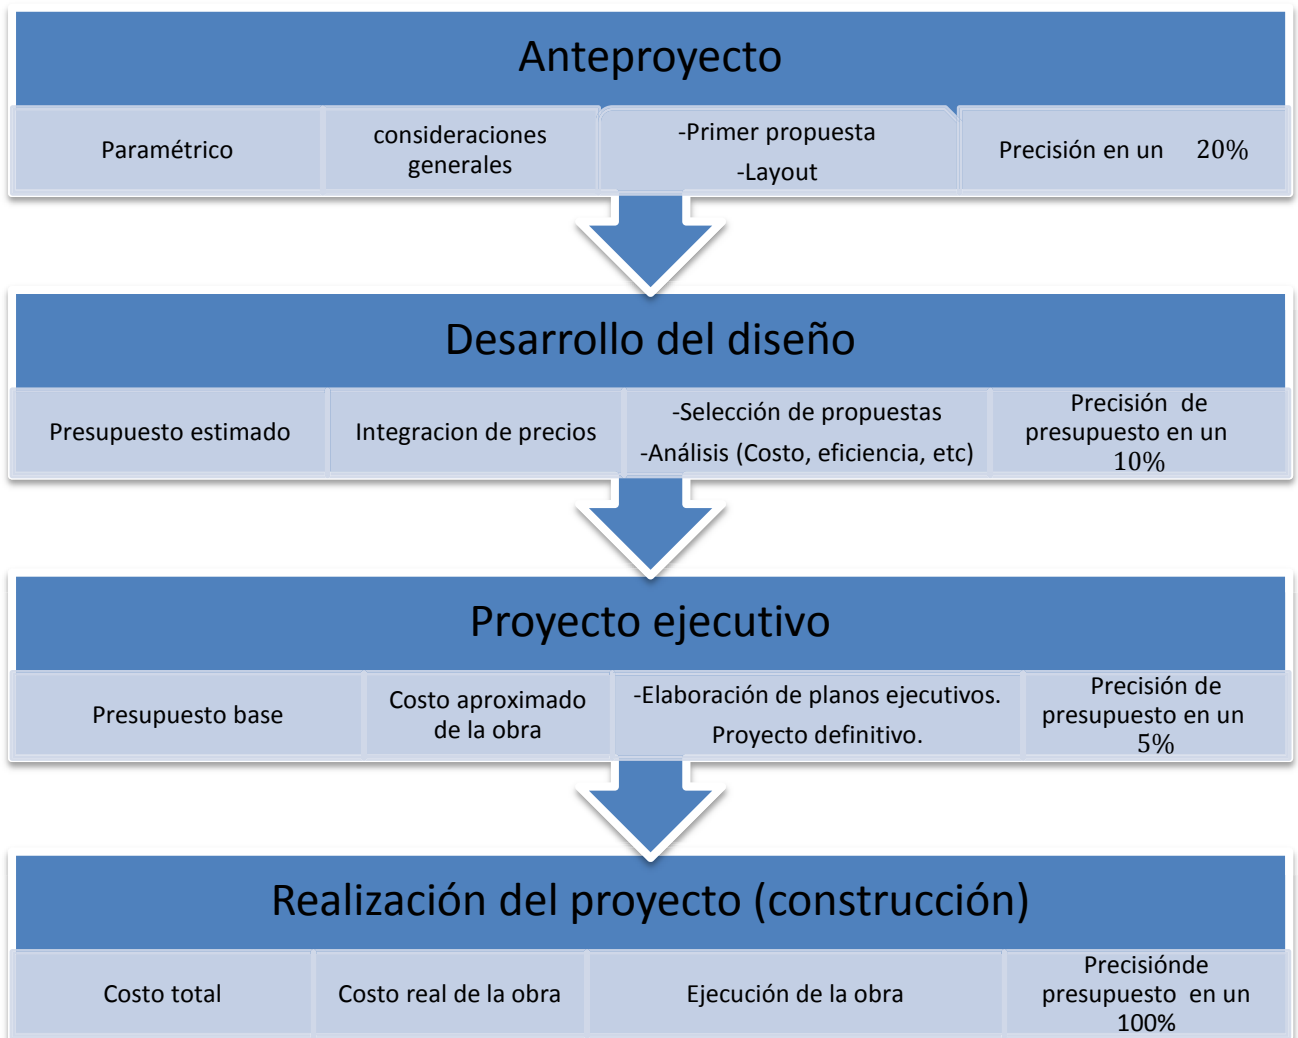 Anteproyecto
Paramétrico
consideraciones
generales
-Primer propuesta
-Layout
Precisión en un 20%
Desarrollo del diseño
Presupuesto estimado
Integracion de precios
-Selección de propuestas
-Análisis (Costo, eficiencia, etc)
Precisión de
presupuesto en un
10%
Proyecto ejecutivo
Presupuesto base
Costo aproximado
de la obra
-Elaboración de planos ejecutivos.
Proyecto definitivo.
Precisión de
presupuesto en un
5%
Realización del proyecto (construcción)
Costo total
Costo real de la obra
Ejecución de la obra
Precisiónde
presupuesto en un
100%